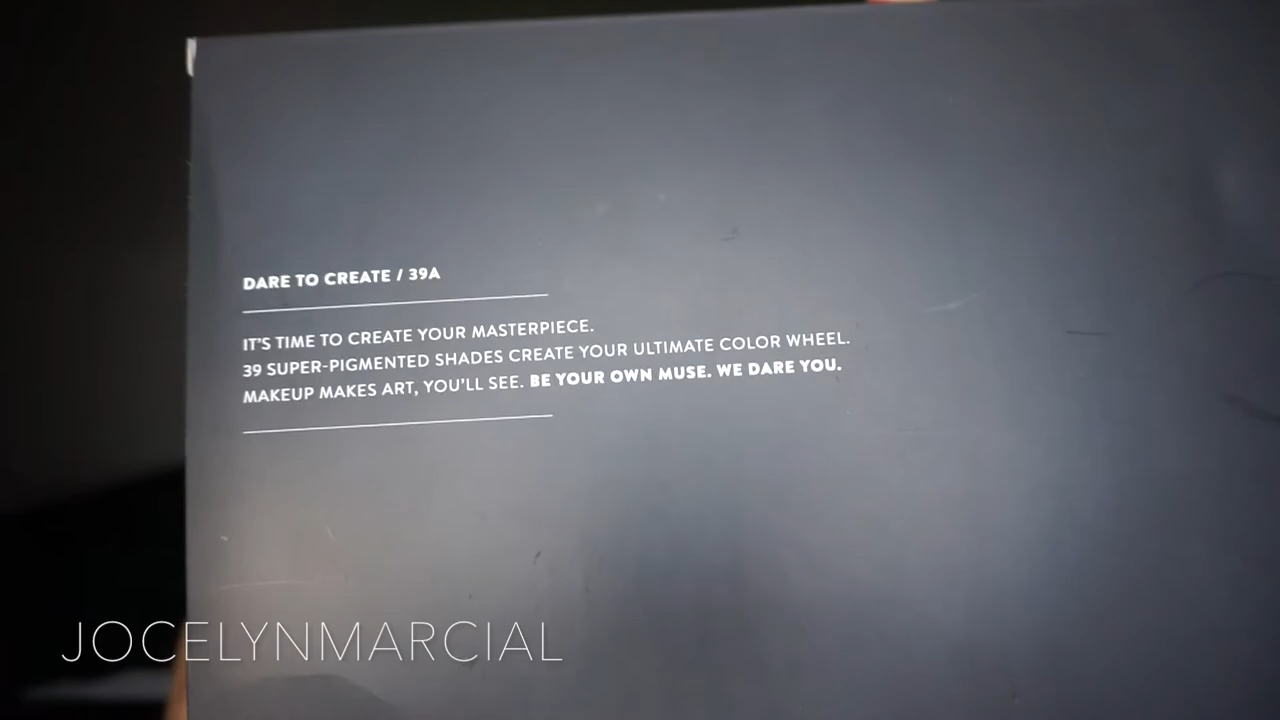 DARE TO CREATE / 39A
IT'S TIME TO CREATE YOUR MASTERPIECE.
39 SUPER-PIGMENTED SHADES CREATE YOUR ULTIMATE COLOR WHEEL.
MAKEUP MAKES ART, YOU'LL SEE. BE YOUR OWN MUSE. WE DARE YOU.
JOCELYNMARCIAL